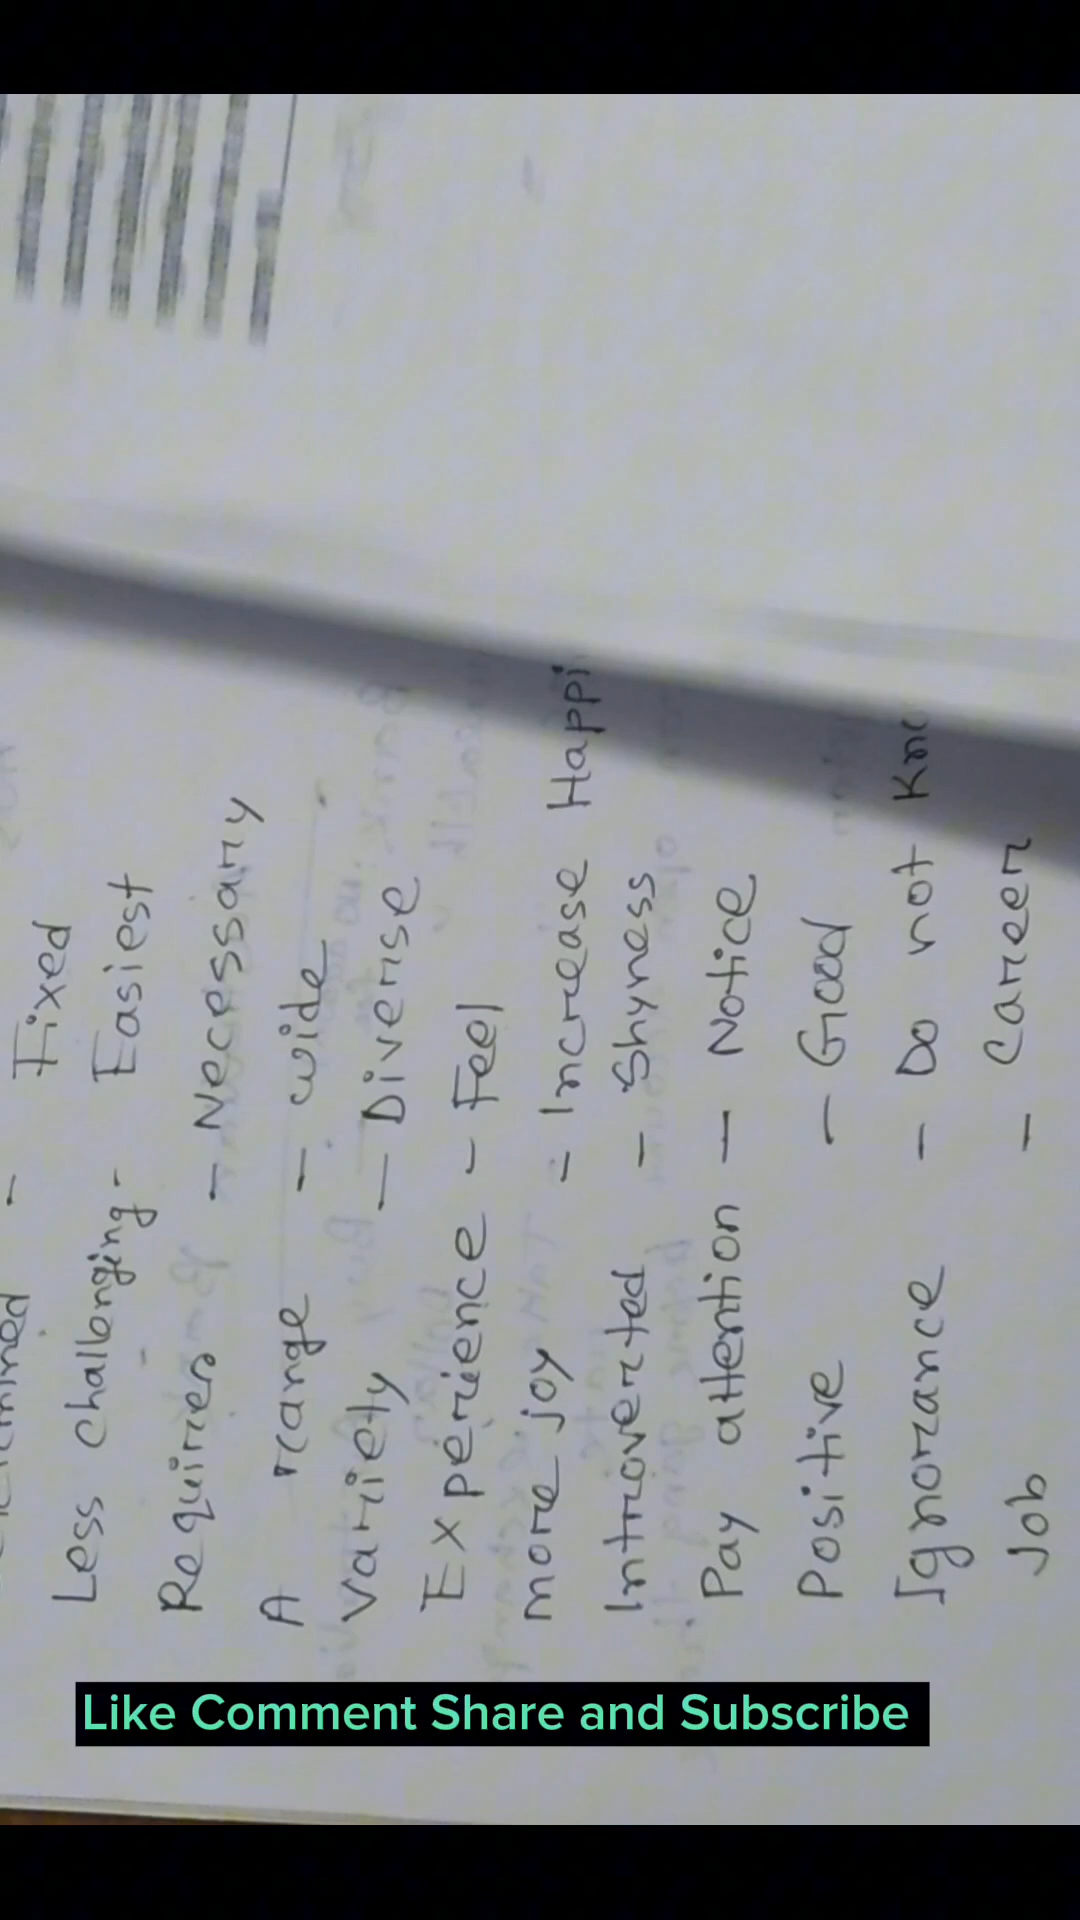 - Fixed
Less challenging - Easiest
Requires - Necessary
A range - wide
variety - Diverse
Experience - Feel
more joy - Increase
Introverted - Shyness
Pay attention - Notice
Positive - Good
Ignorance - Do not
Job - Career
Like Comment Share and Subscribe